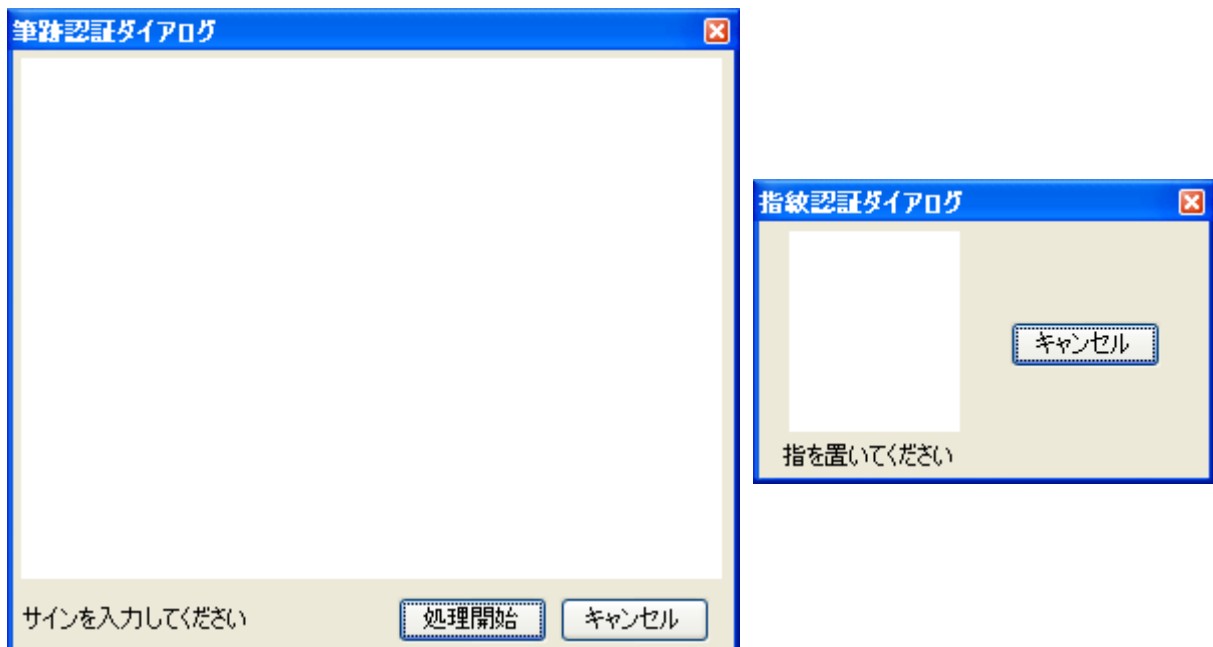 筆跡認証ダイアログ
サインを入力してください
処理開始
キャンセル
指紋認証ダイアログ
キャンセル
指を置いてください